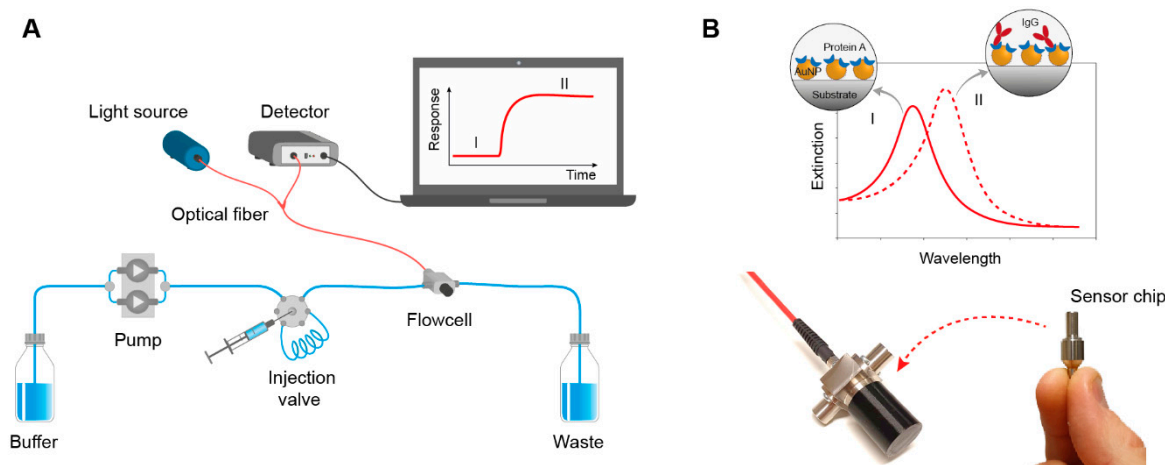 A
Light source
Detector
Response
I
II
Time
Optical fiber
Pump
Injection
valve
Flowcell
Buffer
Waste
B
Protein A
AuNP
Substrate
IgG
I
II
Extinction
Wavelength
Sensor chip